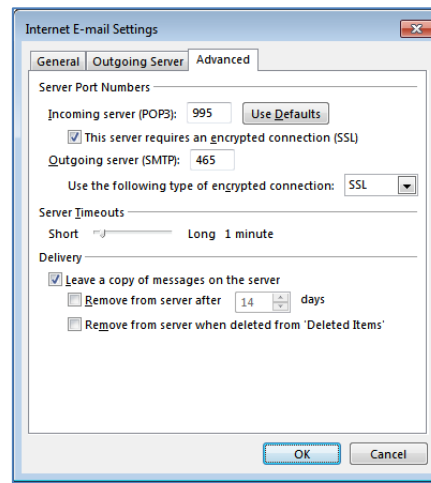 Internet E-mail Settings
General Outgoing Server Advanced
Server Port Numbers
Incoming server (POP3): 995 Use Defaults
This server requires an encrypted connection (SSL)
Outgoing server (SMTP): 465
Use the following type of encrypted connection: SSL
Server Timeouts
Short Long 1 minute
Delivery
Leave a copy of messages on the server
Remove from server after 14 days
Remove from server when deleted from 'Deleted Items'
OK Cancel